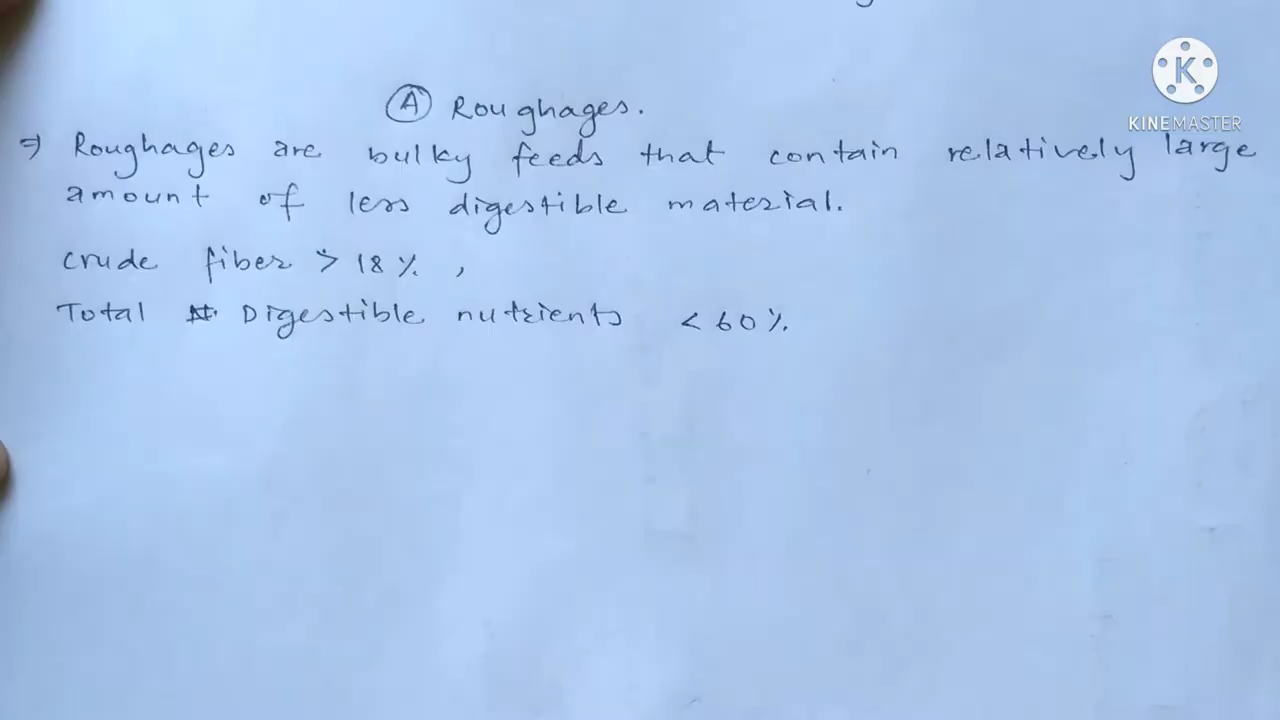 K
KINEMASTER
(A) Roughages.
⇒ Roughages are bulky feeds that contain relatively large
amount of less digestible material.
crude fiber > 18%,
Total Digestible nutrients < 60%